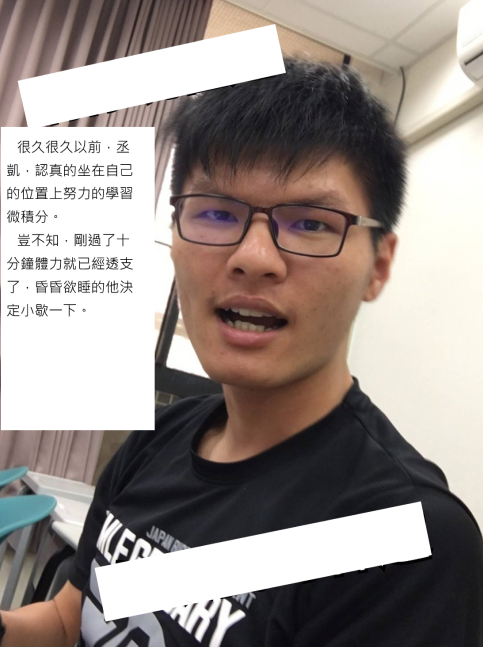 很久很久以前，丞
凱，認真的坐在自己
的位置上努力的學習
微積分。
豈不知，剛過了十
分鐘體力就已經透支
了，昏昏欲睡的他決
定小歇一下。
JAPAN